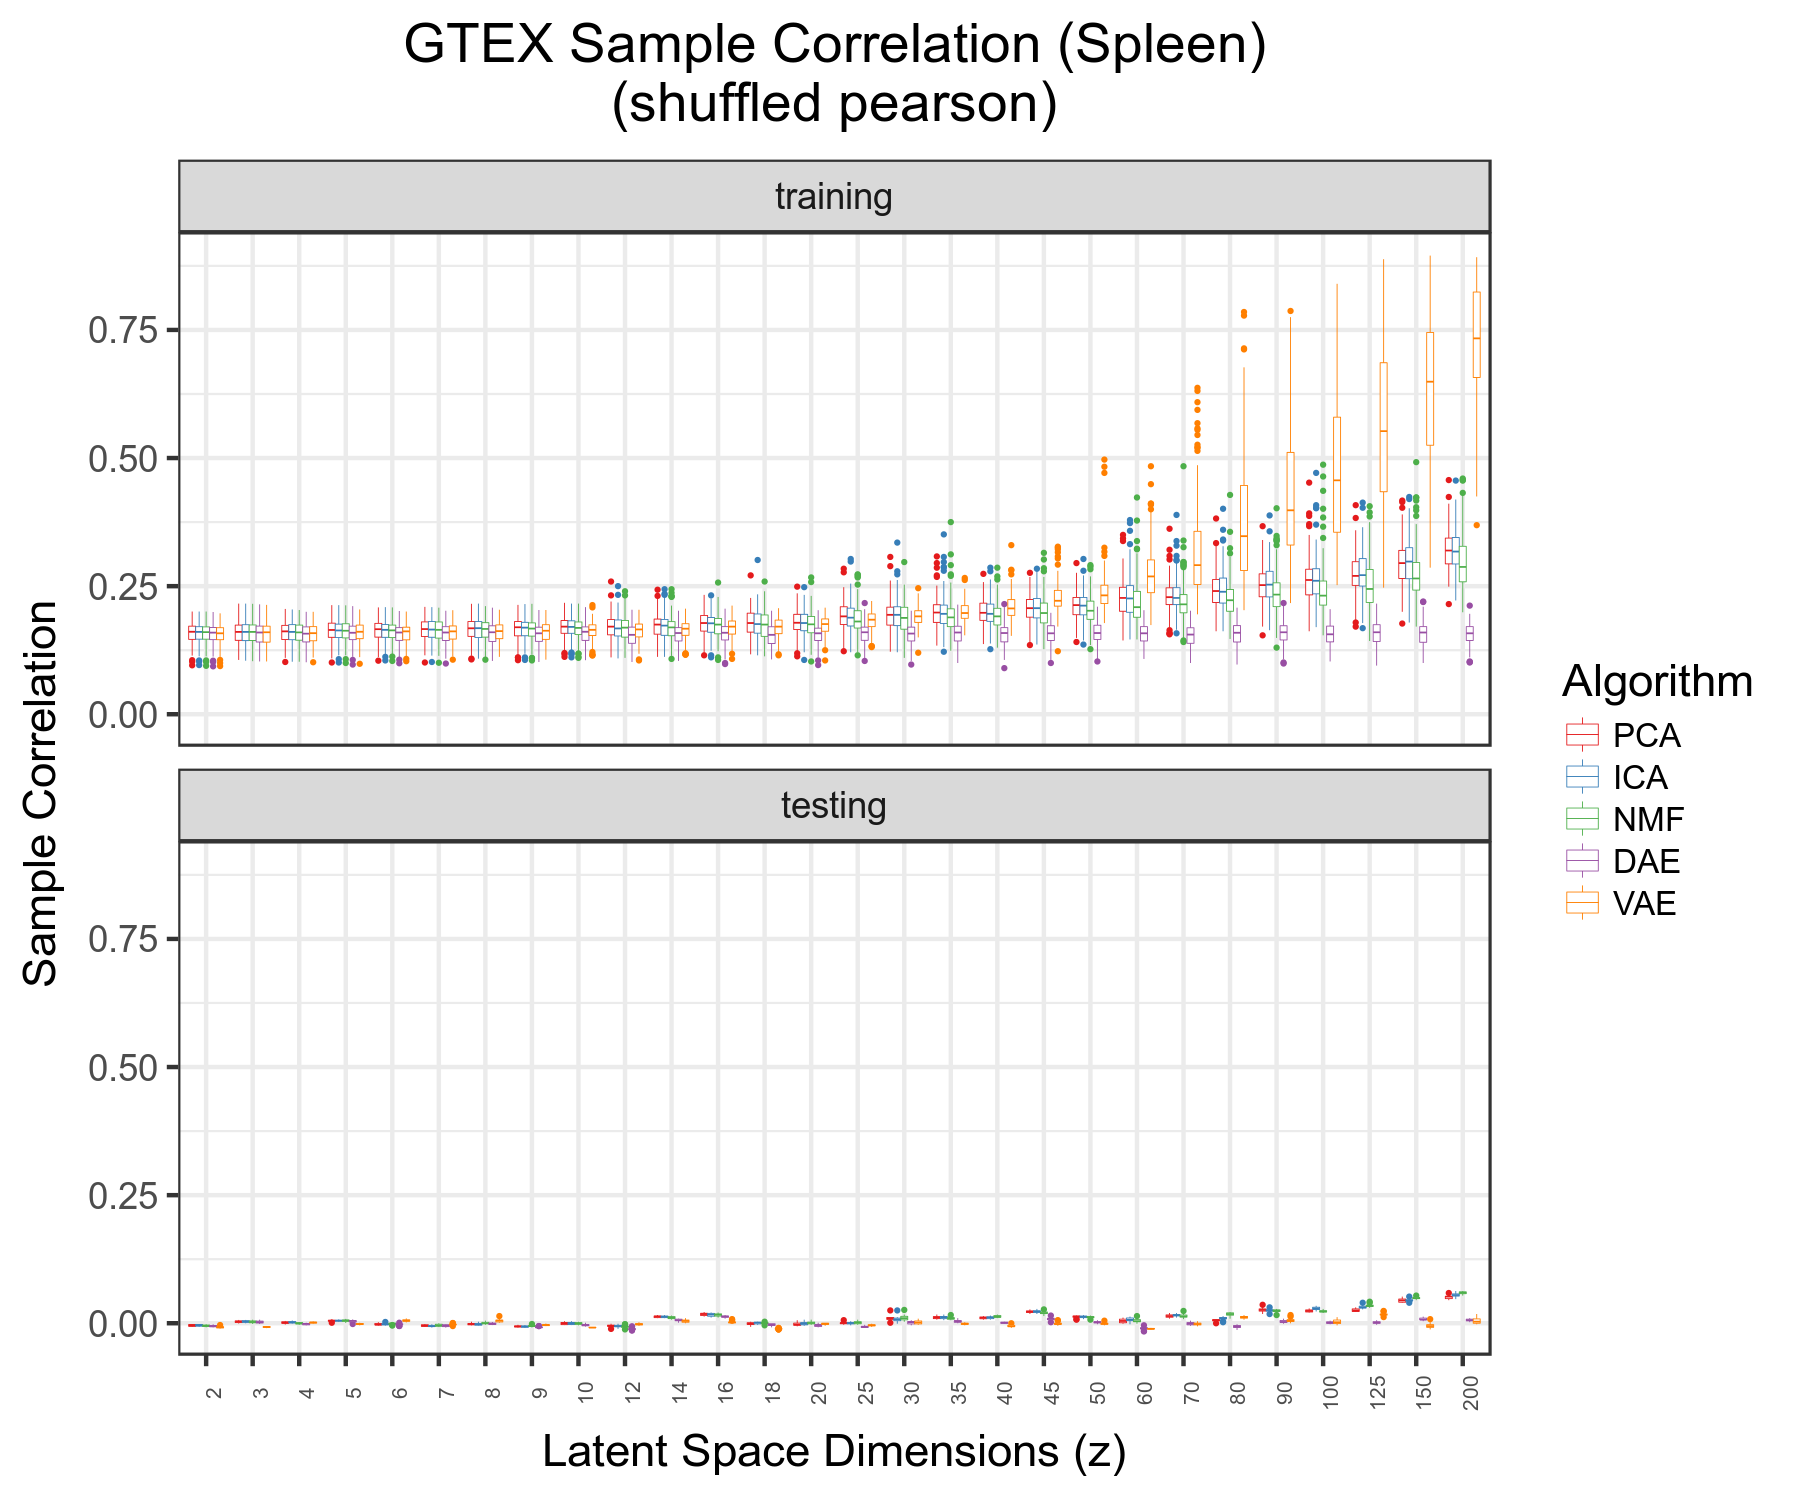 GTEX Sample Correlation (Spleen)
(shuffled pearson)
training
0.75
0.50
0.25
0.00
Sample Correlation
testing
0.75
0.50
0.25
0.00
2 3 4 5 6 7 8 9 10 12 14 16 18 20 25 30 35 40 45 50 60 70 80 90 100 125 150 200
Latent Space Dimensions (z)
Algorithm
PCA
ICA
NMF
DAE
VAE